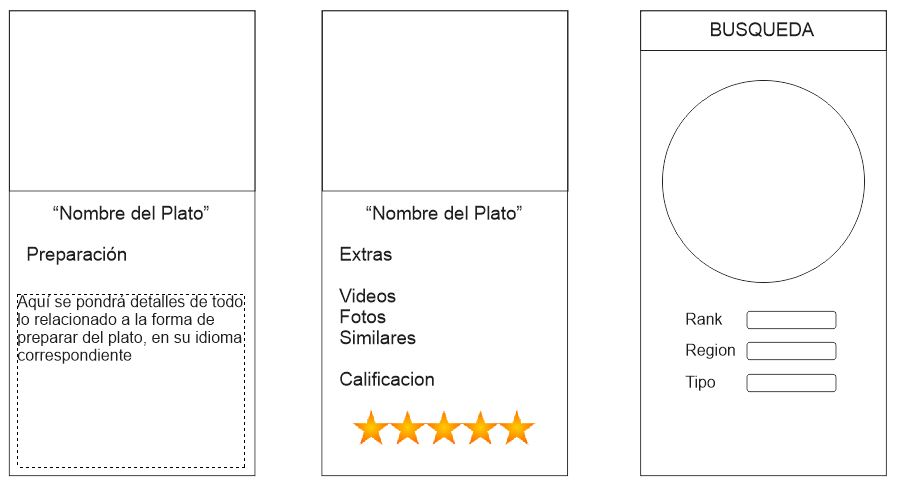 “Nombre del Plato”
Preparación
Aquí se pondrá detalles de todo
lo relacionado a la forma de
preparar del plato, en su idioma
correspondiente
“Nombre del Plato”
Extras
Videos
Fotos
Similares
Calificacion
BUSQUEDA
Rank
Region
Tipo